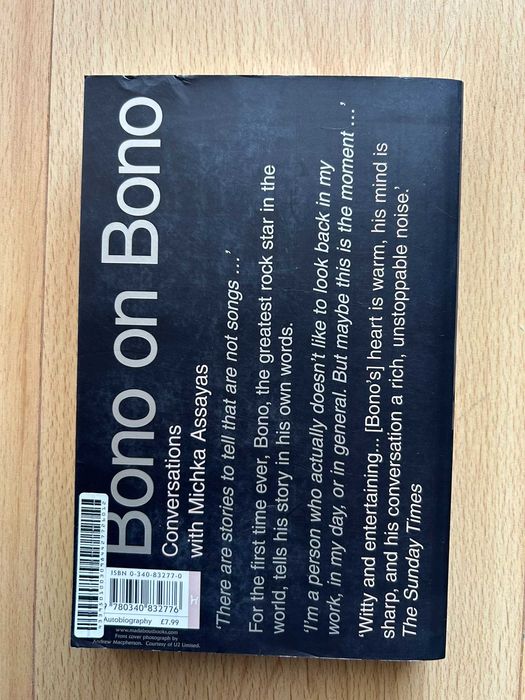 Bono on Bono
Conversations
with Michka Assayas
'There are stories to tell that are not songs ...'
For the first time ever, Bono, the greatest rock star in the
world, tells his story in his own words.
'I'm a person who actually doesn't like to look back in my
work, in my day, or in general. But maybe this is the moment ...'
'Witty and entertaining... [Bono's] heart is warm, his mind is
sharp, and his conversation a rich, unstoppable noise.'
The Sunday Times
ISBN 0-340-83277-0
780340 832776
Autobiography £7.99
www.madaboutbooks.com
Front cover photograph by
Andrew Macpherson. Courtesy of U2 Limited.